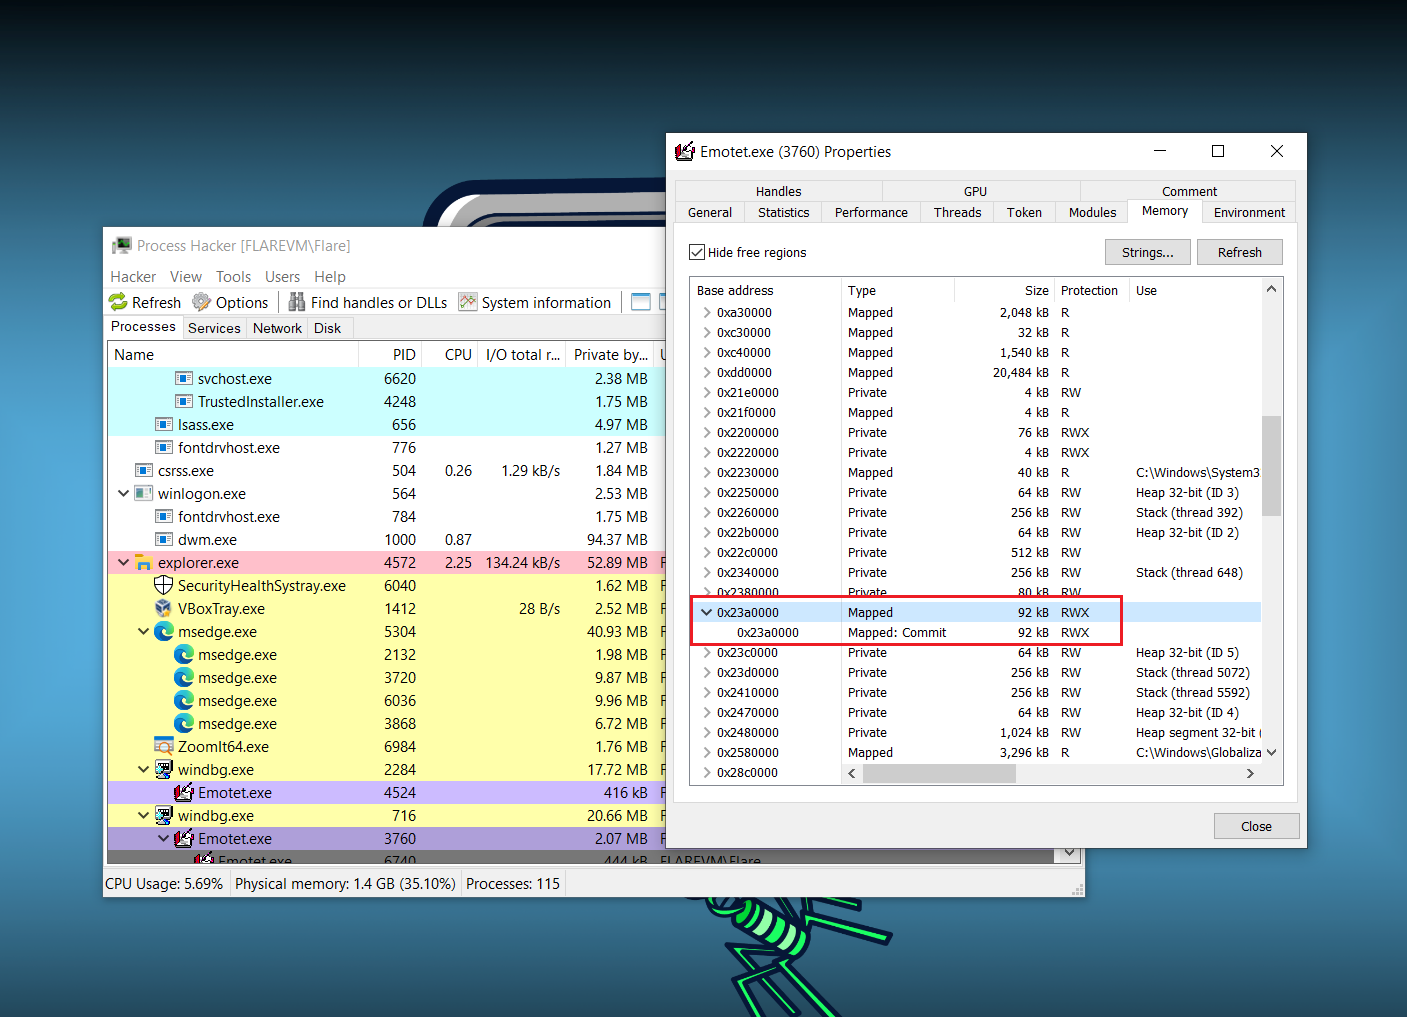 Emotet.exe (3760) Properties
Handles GPU Comment
General Statistics Performance Threads Token Modules Memory Environment
Hide free regions Strings... Refresh
Base address Type Size Protection Use
0xa30000 Mapped 2,048 kB R
0xc30000 Mapped 32 kB R
0xc40000 Mapped 1,540 kB R
0xdd0000 Mapped 20,484 kB R
0x21e0000 Private 4 kB RW
0x21f0000 Mapped 4 kB R
0x2200000 Private 76 kB RWX
0x2220000 Private 4 kB RWX
0x2230000 Mapped 40 kB R C:\Windows\System3
0x2250000 Private 64 kB RW Heap 32-bit (ID 3)
0x2260000 Private 256 kB RW Stack (thread 392)
0x22b0000 Private 64 kB RW Heap 32-bit (ID 2)
0x22c0000 Private 512 kB RW
0x2340000 Private 256 kB RW Stack (thread 648)
0x2380000 Private 80 kB RW
0x23a0000 Mapped 92 kB RWX
0x23a0000 Mapped: Commit 92 kB RWX
0x23c0000 Private 64 kB RW Heap 32-bit (ID 5)
0x23d0000 Private 256 kB RW Stack (thread 5072)
0x2410000 Private 256 kB RW Stack (thread 5592)
0x2470000 Private 64 kB RW Heap 32-bit (ID 4)
0x2480000 Private 1,024 kB RW Heap segment 32-bit (
0x2580000 Mapped 3,296 kB R C:\Windows\Globaliza
0x28c0000
Close
Process Hacker [FLAREVM\Flare]
Hacker View Tools Users Help
Refresh Options Find handles or DLLs System information
Processes Services Network Disk
Name PID CPU I/O total r... Private by...
svchost.exe 6620 2.38 MB
TrustedInstaller.exe 4248 1.75 MB
lsass.exe 656 4.97 MB
fontdrvhost.exe 776 1.27 MB
csrss.exe 504 0.26 1.29 kB/s 1.84 MB
winlogon.exe 564 2.53 MB
fontdrvhost.exe 784 1.75 MB
dwm.exe 1000 0.87 94.37 MB
explorer.exe 4572 2.25 134.24 kB/s 52.89 MB
SecurityHealthSystray.exe 6040 1.62 MB
VBoxTray.exe 1412 28 B/s 2.52 MB
msedge.exe 5304 40.93 MB
msedge.exe 2132 1.98 MB
msedge.exe 3720 9.87 MB
msedge.exe 6036 9.96 MB
msedge.exe 3868 6.72 MB
ZoomIt64.exe 6984 1.76 MB
windbg.exe 2284 17.72 MB
Emotet.exe 4524 416 kB
windbg.exe 716 20.66 MB
Emotet.exe 3760 2.07 MB
Emotet.exe 6740 444 kB FLAREVM\Flare
CPU Usage: 5.69% Physical memory: 1.4 GB (35.10%) Processes: 115